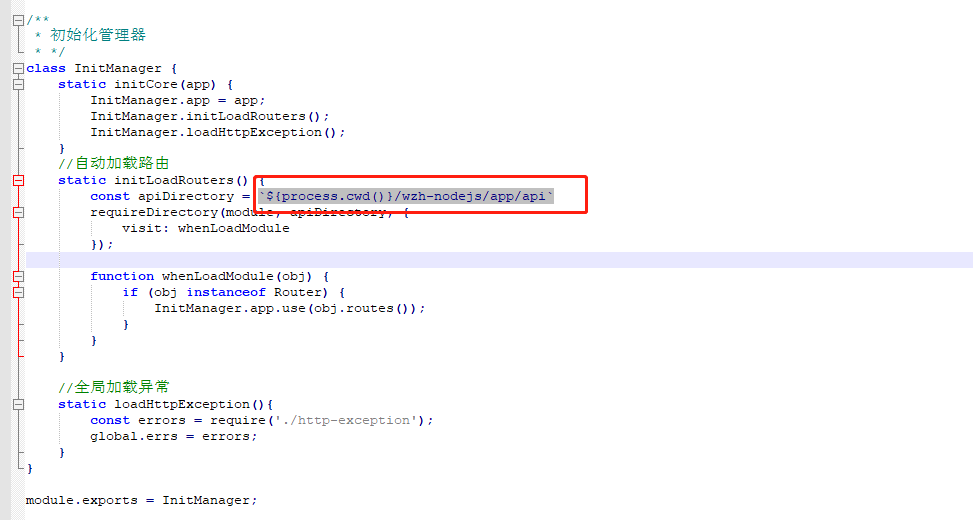 /**
 * 初始化管理器
 * */
class InitManager {
    static initCore(app) {
        InitManager.app = app;
        InitManager.initLoadRouters();
        InitManager.loadHttpException();
    }
    //自动加载路由
    static initLoadRouters() {
        const apiDirectory = `${process.cwd()}/wzh-nodejs/app/api`
        requireDirectory(module, apiDirectory, {
            visit: whenLoadModule
        });
        function whenLoadModule(obj) {
            if (obj instanceof Router) {
                InitManager.app.use(obj.routes());
            }
        }
    }
    //全局加载异常
    static loadHttpException(){
        const errors = require('./http-exception');
        global.errs = errors;
    }
}
module.exports = InitManager;